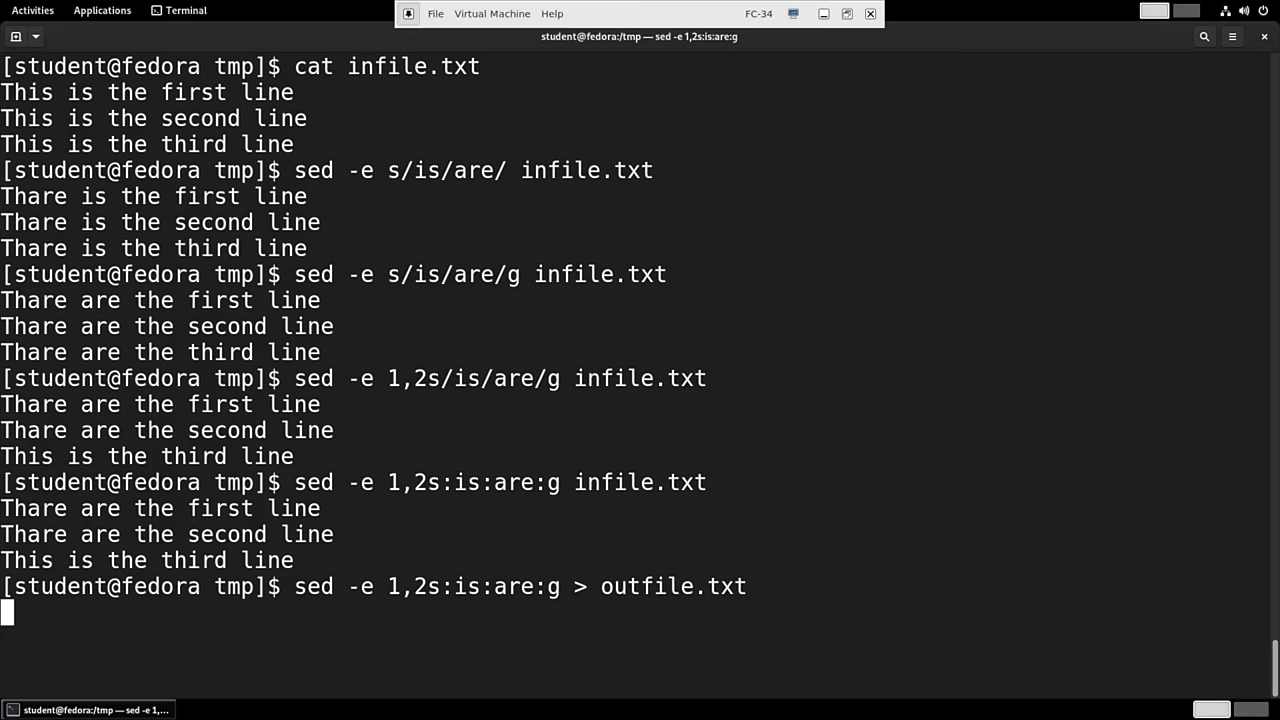 Activities Applications Terminal
File Virtual Machine Help FC-34
student@fedora:/tmp — sed -e 1,2s:is:are:g
[student@fedora tmp]$ cat infile.txt
This is the first line
This is the second line
This is the third line
[student@fedora tmp]$ sed -e s/is/are/ infile.txt
Thare is the first line
Thare is the second line
Thare is the third line
[student@fedora tmp]$ sed -e s/is/are/g infile.txt
Thare are the first line
Thare are the second line
Thare are the third line
[student@fedora tmp]$ sed -e 1,2s/is/are/g infile.txt
Thare are the first line
Thare are the second line
This is the third line
[student@fedora tmp]$ sed -e 1,2s:is:are:g infile.txt
Thare are the first line
Thare are the second line
This is the third line
[student@fedora tmp]$ sed -e 1,2s:is:are:g > outfile.txt
student@fedora:/tmp — sed -e 1,...